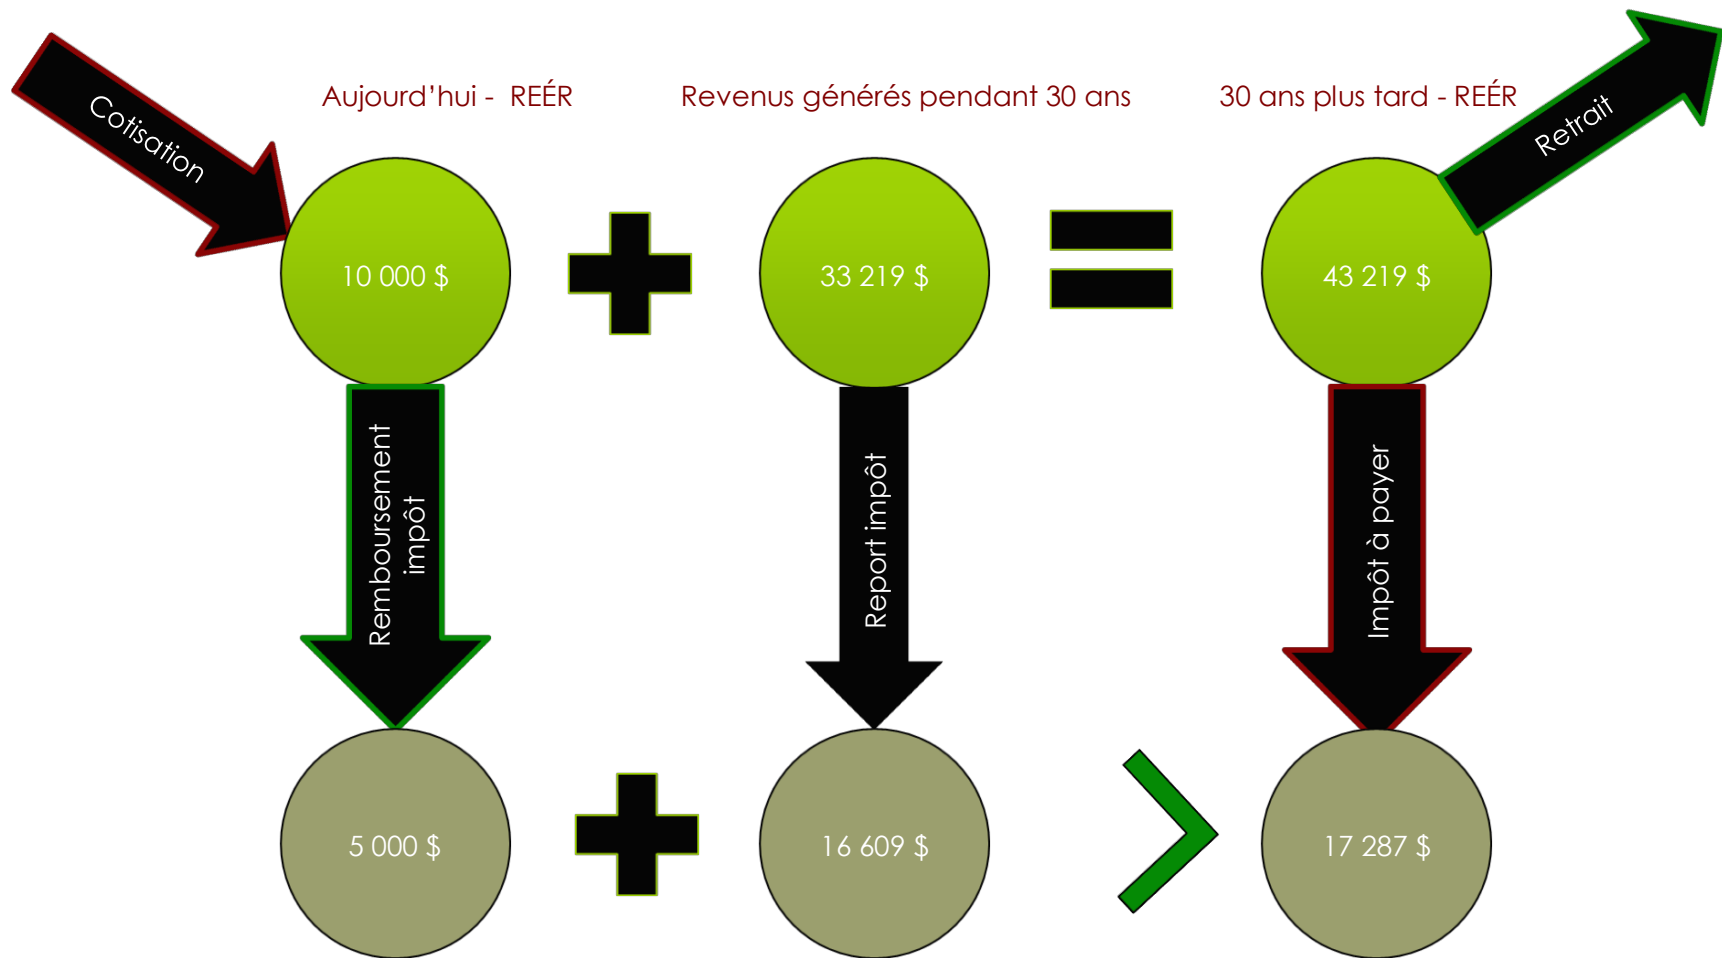 Cotisation
Aujourd'hui - REÉR
Revenus générés pendant 30 ans
30 ans plus tard - REÉR
Retrait
10 000 $
33 219 $
43 219 $
Remboursement
impôt
Report impôt
Impôt à payer
5 000 $
16 609 $
17 287 $